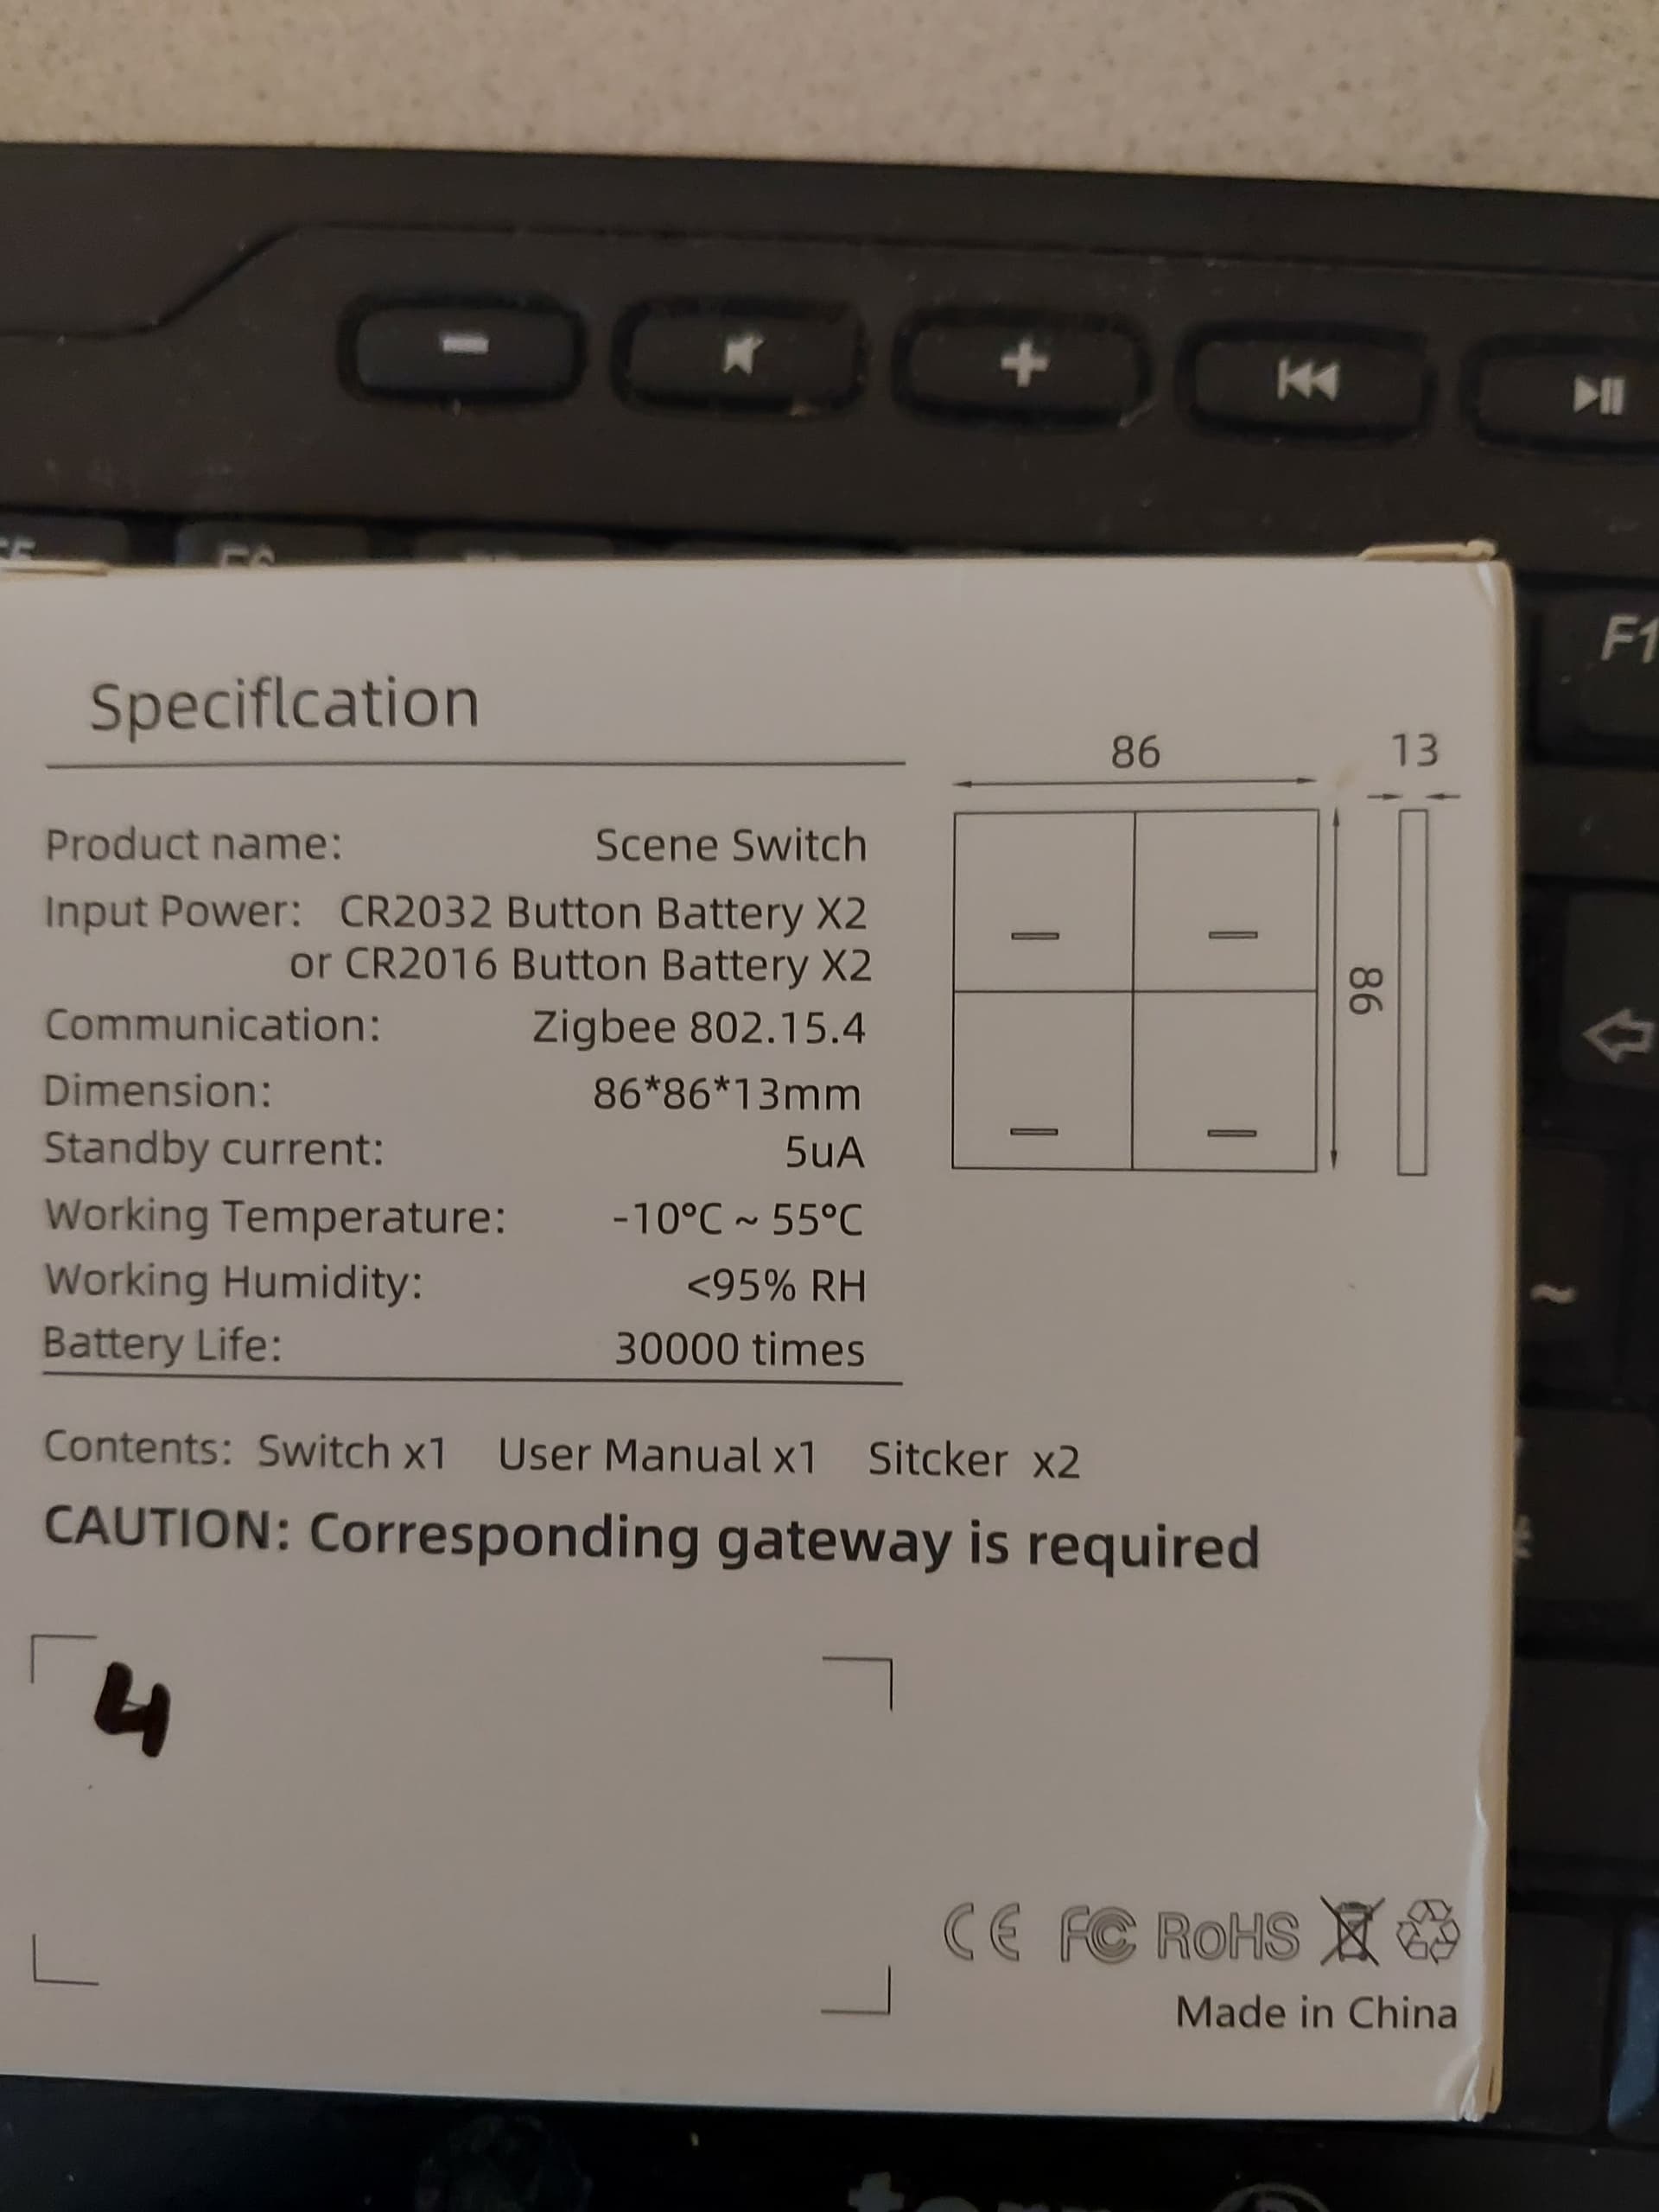 F1
Speciflcation
86
13
Product name: Scene Switch
Input Power: CR2032 Button Battery X2
or CR2016 Button Battery X2
86
Communication: Zigbee 802.15.4
Dimension: 86*86*13mm
Standby current: 5uA
Working Temperature: -10°C ~ 55°C
Working Humidity: <95% RH
~
Battery Life: 30000 times
Contents: Switch x1 User Manual x1 Sitcker x2
CAUTION: Corresponding gateway is required
4
CE FC RoHS
Made in China